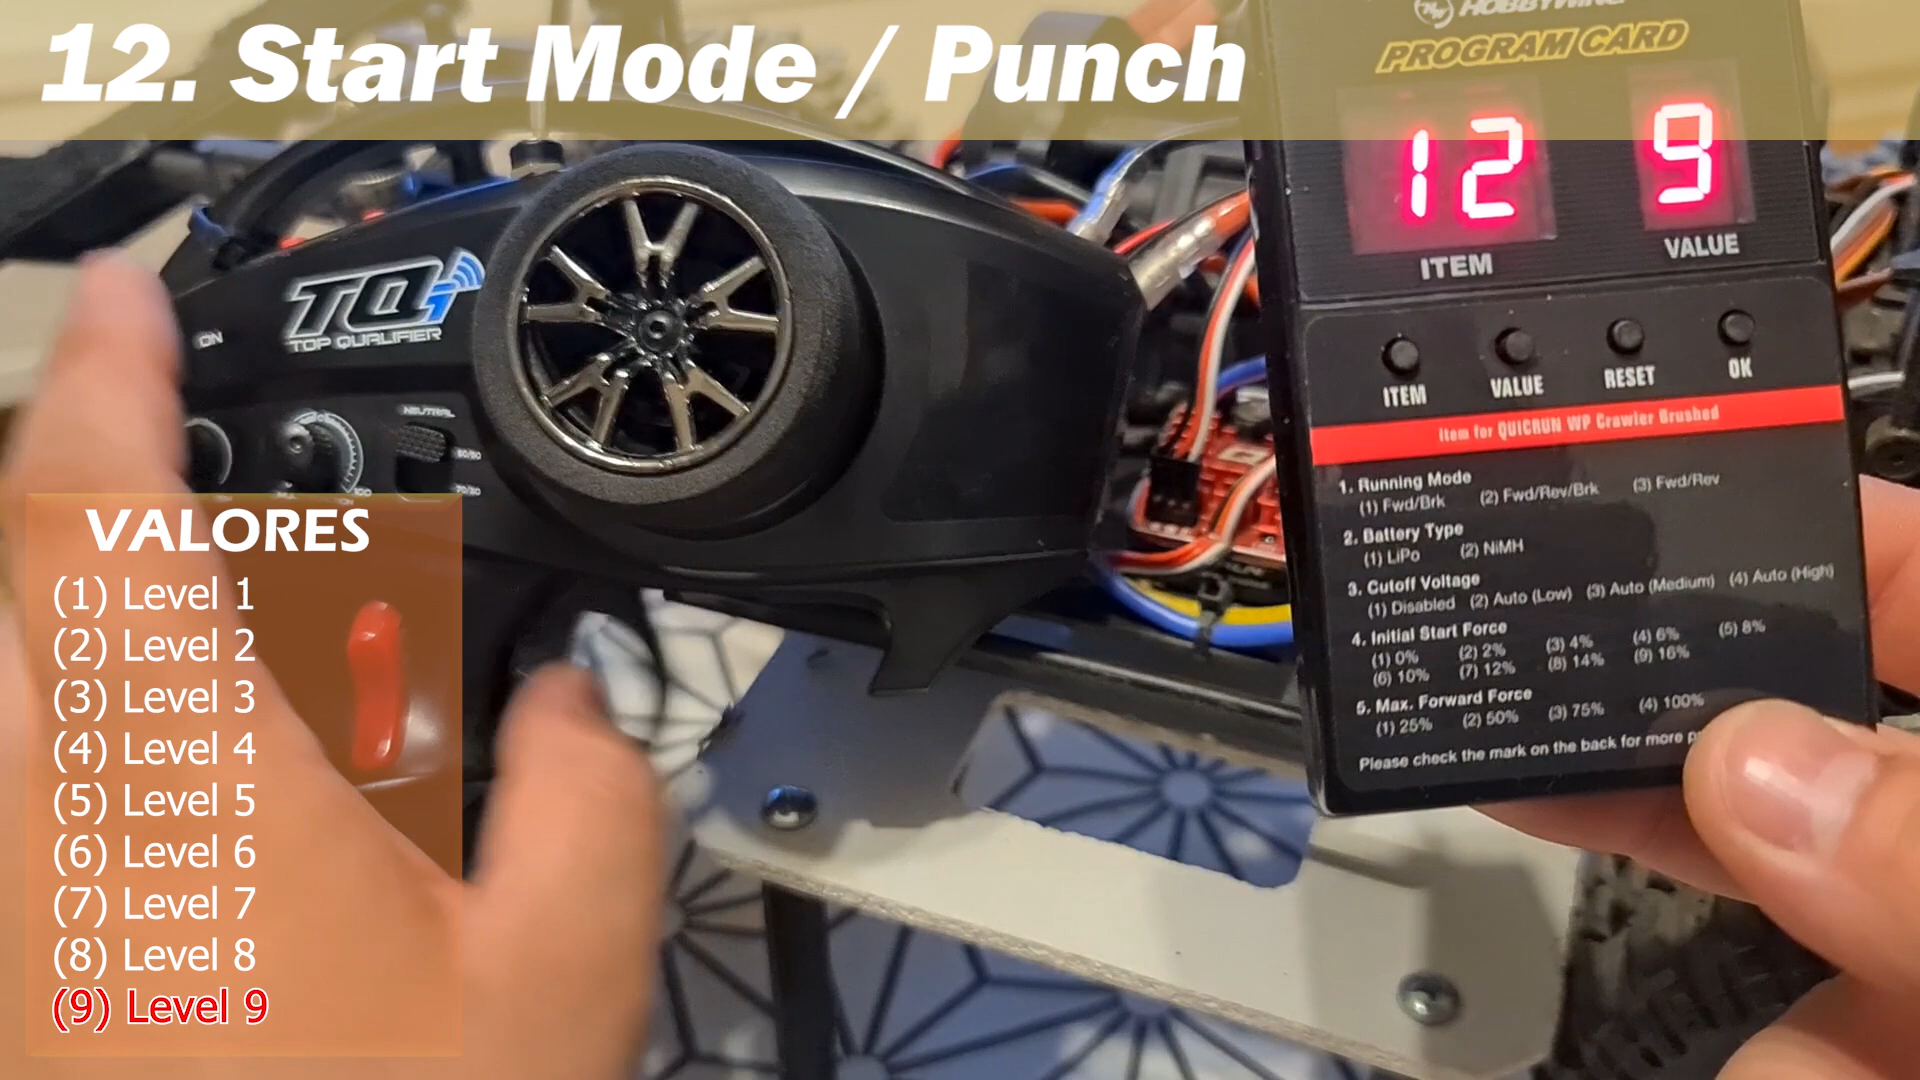 12. Start Mode / Punch
HOBBYWING
PROGRAM CARD
12 9
ITEM VALUE
ITEM VALUE RESET OK
Item for QUICRUN WP Crawler Brushed
1. Running Mode
(1) Fwd/Brk (2) Fwd/Rev/Brk (3) Fwd/Rev
2. Battery Type
(1) LiPo (2) NiMH
3. Cutoff Voltage
(1) Disabled (2) Auto (Low) (3) Auto (Medium) (4) Auto (High)
4. Initial Start Force
(1) 0% (2) 2% (3) 4% (4) 6% (5) 8%
(6) 10% (7) 12% (8) 14% (9) 16%
5. Max. Forward Force
(1) 25% (2) 50% (3) 75% (4) 100%
Please check the mark on the back for more
TQi
TOP QUALIFIER
ON
NEUTRAL
50/50
70/30
VALORES
(1) Level 1
(2) Level 2
(3) Level 3
(4) Level 4
(5) Level 5
(6) Level 6
(7) Level 7
(8) Level 8
(9) Level 9